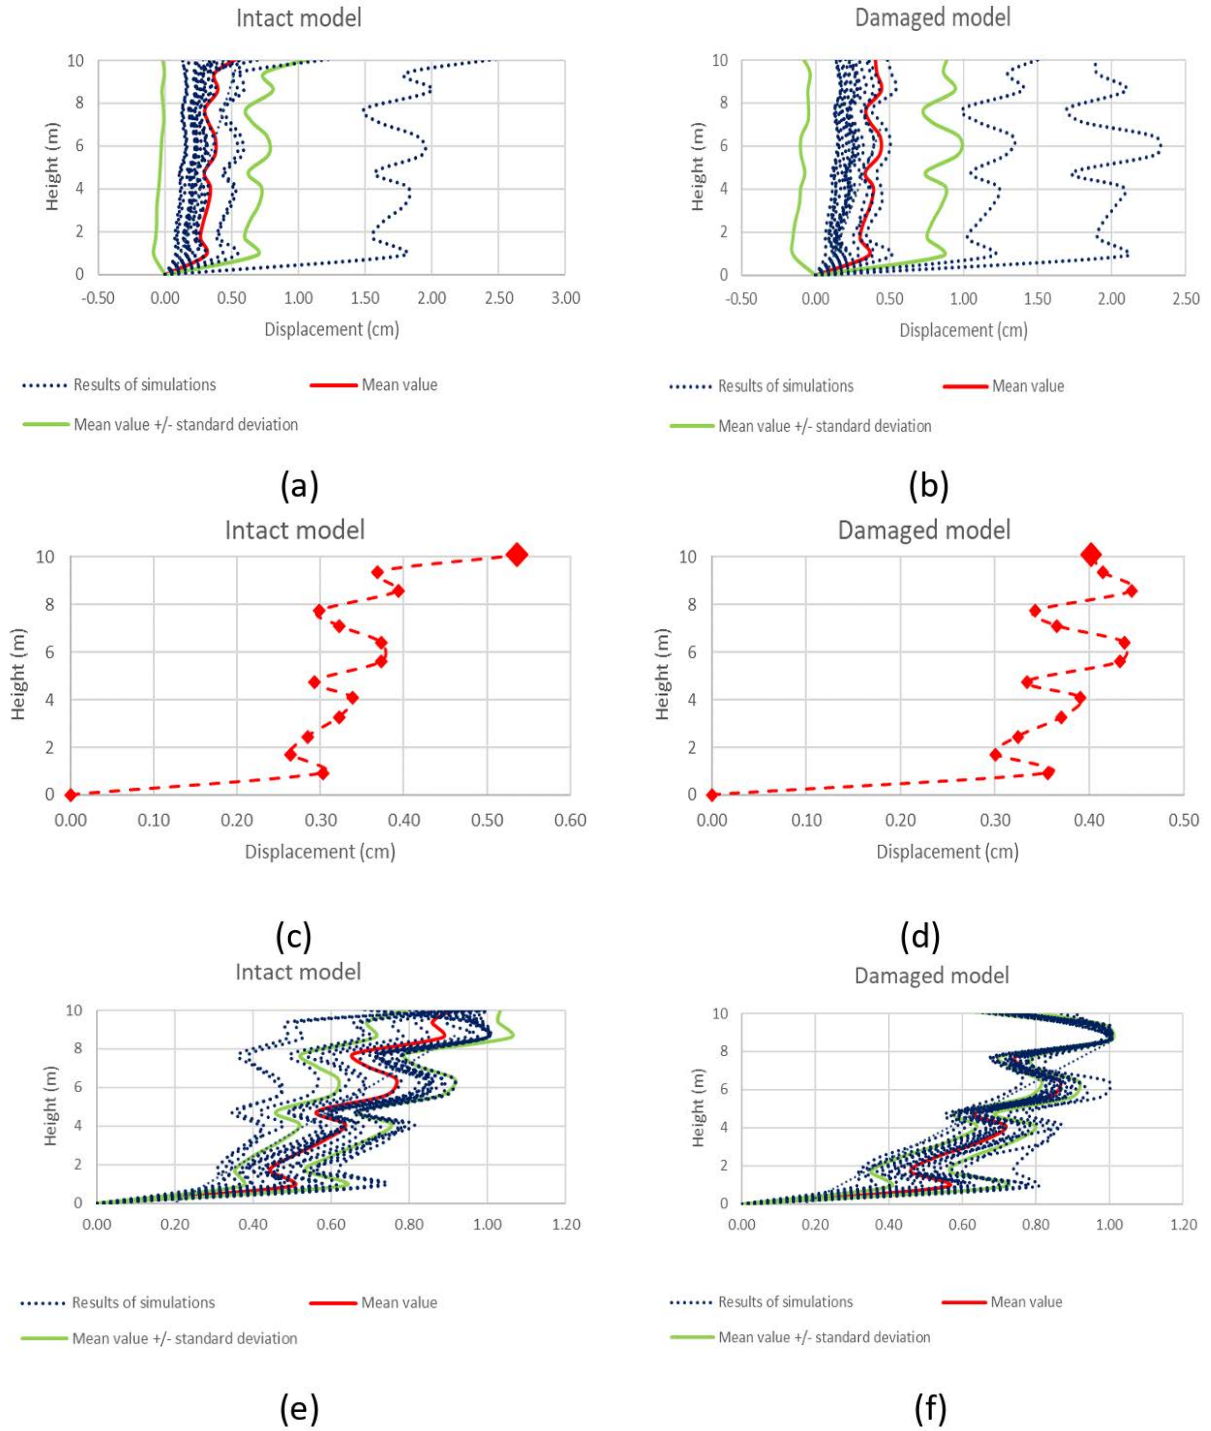 Intact model
10
8
6
4
2
0
Height (m)
-0.50 0.00 0.50 1.00 1.50 2.00 2.50 3.00
Displacement (cm)
Results of simulations Mean value
Mean value +/- standard deviation
(a)
Damaged model
10
8
6
4
2
0
Height (m)
-0.50 0.00 0.50 1.00 1.50 2.00 2.50
Displacement (cm)
Results of simulations Mean value
Mean value +/- standard deviation
(b)
Intact model
10
8
6
4
2
0
Height (m)
0.00 0.10 0.20 0.30 0.40 0.50 0.60
Displacement (cm)
(c)
Damaged model
10
8
6
4
2
0
Height (m)
0.00 0.10 0.20 0.30 0.40 0.50
Displacement (cm)
(d)
Intact model
10
8
6
4
2
0
Height (m)
0.00 0.20 0.40 0.60 0.80 1.00 1.20
Results of simulations Mean value
Mean value +/- standard deviation
(e)
Damaged model
10
8
6
4
2
0
Height (m)
0.00 0.20 0.40 0.60 0.80 1.00 1.20
Results of simulations Mean value
Mean value +/- standard deviation
(f)